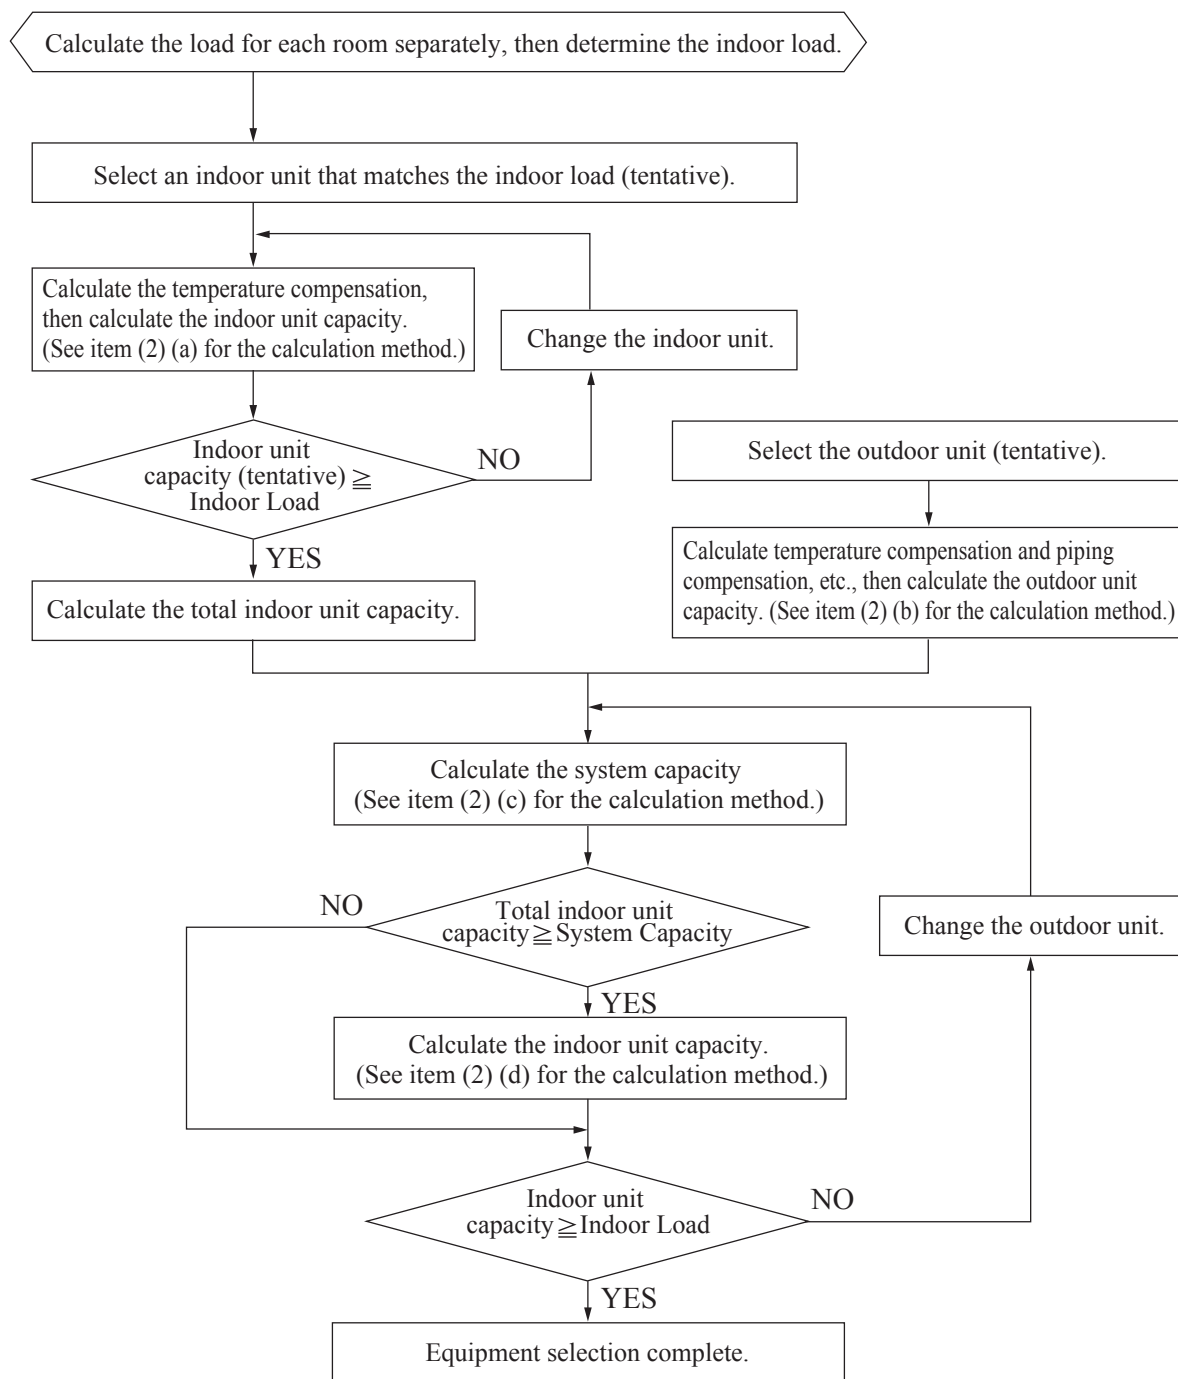 Calculate the load for each room separately, then determine the indoor load.
Select an indoor unit that matches the indoor load (tentative).
Calculate the temperature compensation,
then calculate the indoor unit capacity.
(See item (2) (a) for the calculation method.)
Change the indoor unit.
Indoor unit
capacity (tentative) ≧
Indoor Load
NO
YES
Calculate the total indoor unit capacity.
Select the outdoor unit (tentative).
Calculate temperature compensation and piping
compensation, etc., then calculate the outdoor unit
capacity. (See item (2) (b) for the calculation method.)
Calculate the system capacity
(See item (2) (c) for the calculation method.)
NO
Total indoor unit
capacity≧System Capacity
Change the outdoor unit.
YES
Calculate the indoor unit capacity.
(See item (2) (d) for the calculation method.)
Indoor unit
capacity≧Indoor Load
NO
YES
Equipment selection complete.